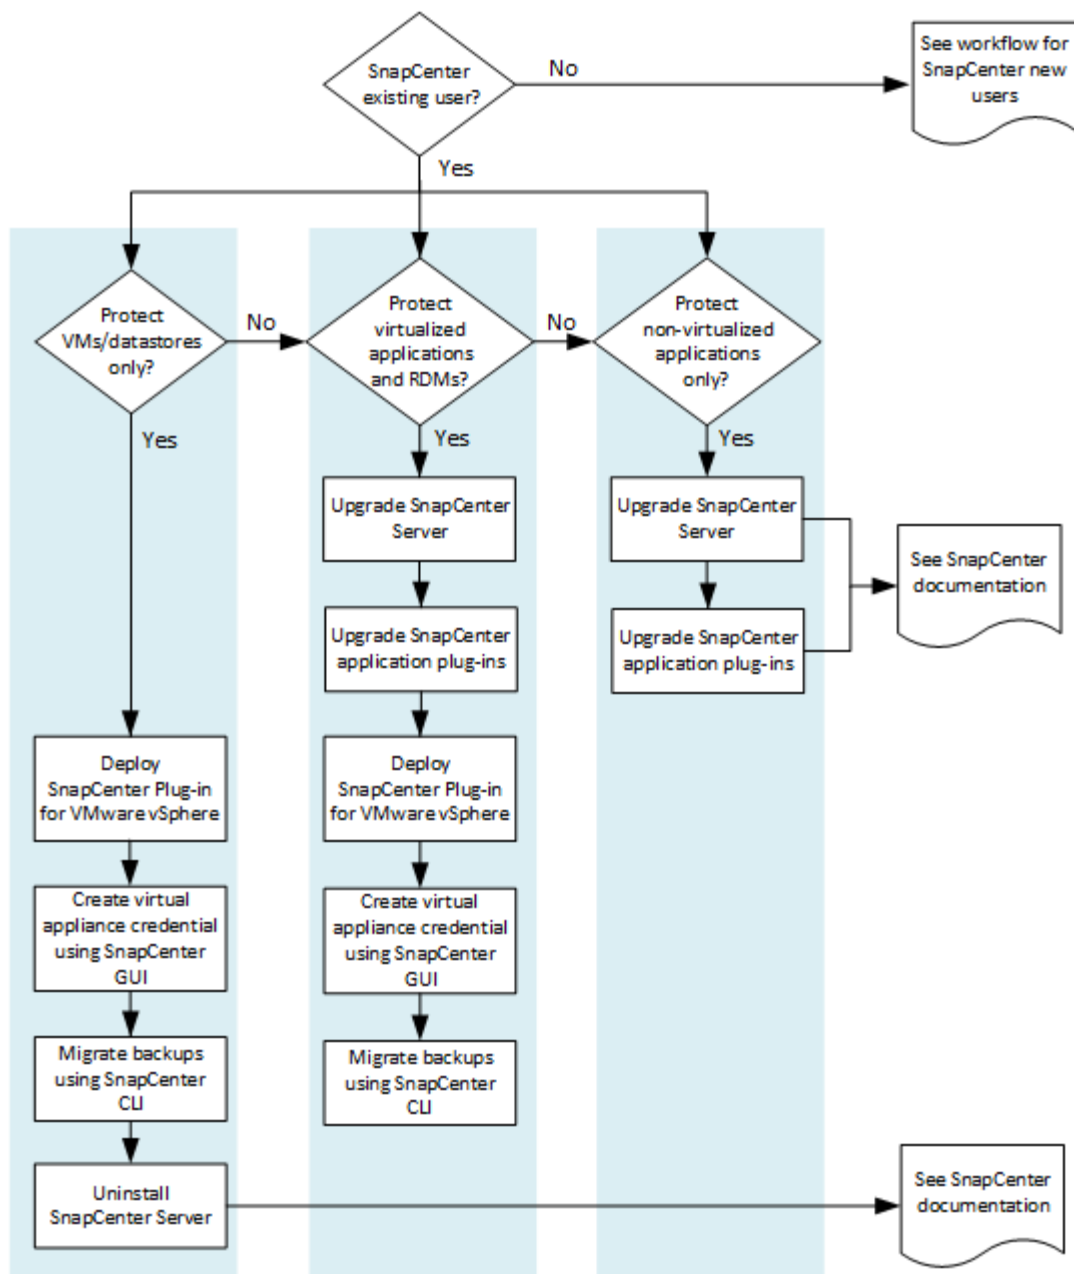 SnapCenter
existing user?
No
See workflow for
SnapCenter new
users
Yes
Protect
VMs/datastores
only?
No
Protect
virtualized
applications
and RDMs?
No
Protect
non-virtualized
applications
only?
Yes
Yes
Yes
Upgrade SnapCenter
Server
Upgrade SnapCenter
Server
See SnapCenter
documentation
Upgrade SnapCenter
application plug-ins
Upgrade SnapCenter
application plug-ins
Deploy
SnapCenter Plug-in
for VMware vSphere
Deploy
SnapCenter Plug-in
for VMware vSphere
Create virtual
appliance credential
using SnapCenter
GUI
Create virtual
appliance credential
using SnapCenter
GUI
Migrate backups
using SnapCenter
CLI
Migrate backups
using SnapCenter
CLI
Uninstall
SnapCenter Server
See SnapCenter
documentation